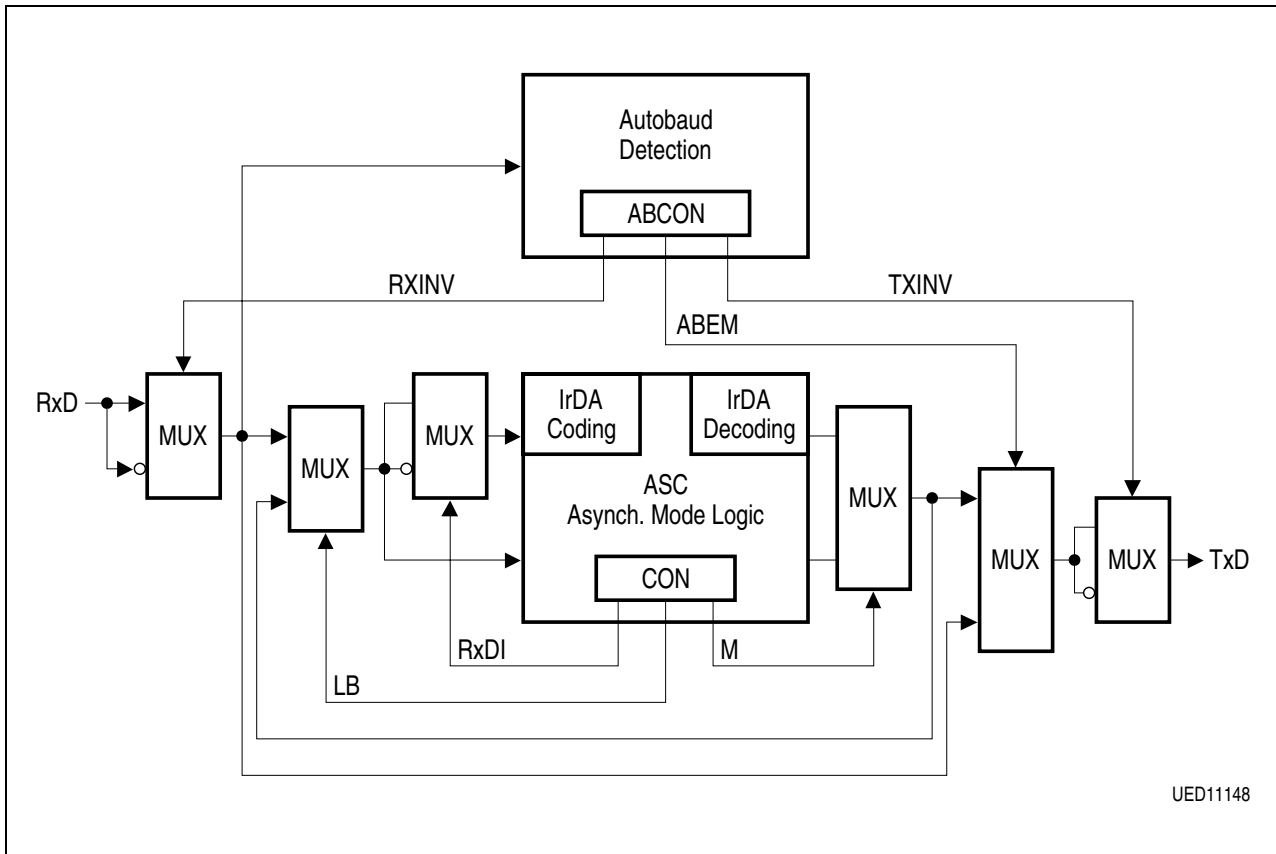 Autobaud
Detection
ABCON
RXINV
TXINV
ABEM
RxD
MUX
MUX
MUX
IrDA
Coding
IrDA
Decoding
ASC
Asynch. Mode Logic
MUX
MUX
MUX
TxD
CON
RxDI
M
LB
UED11148